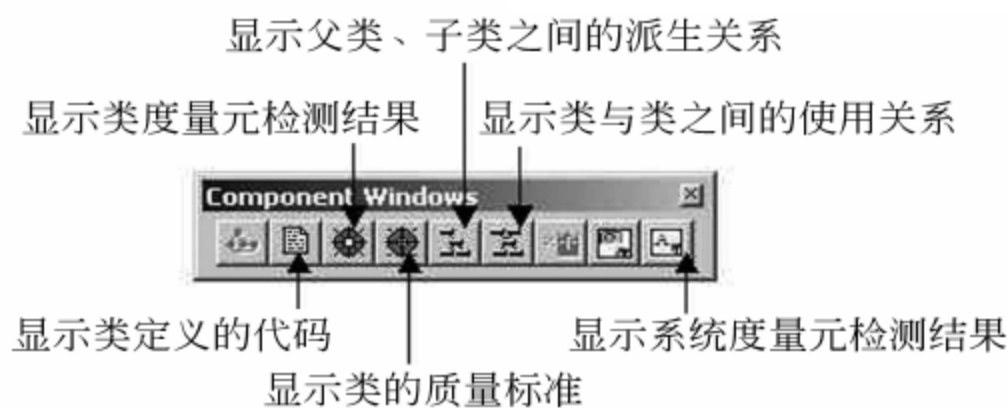 显示父类、子类之间的派生关系
显示类度量元检测结果
显示类与类之间的使用关系
Component Windows
显示类定义的代码
显示系统度量元检测结果
显示类的质量标准